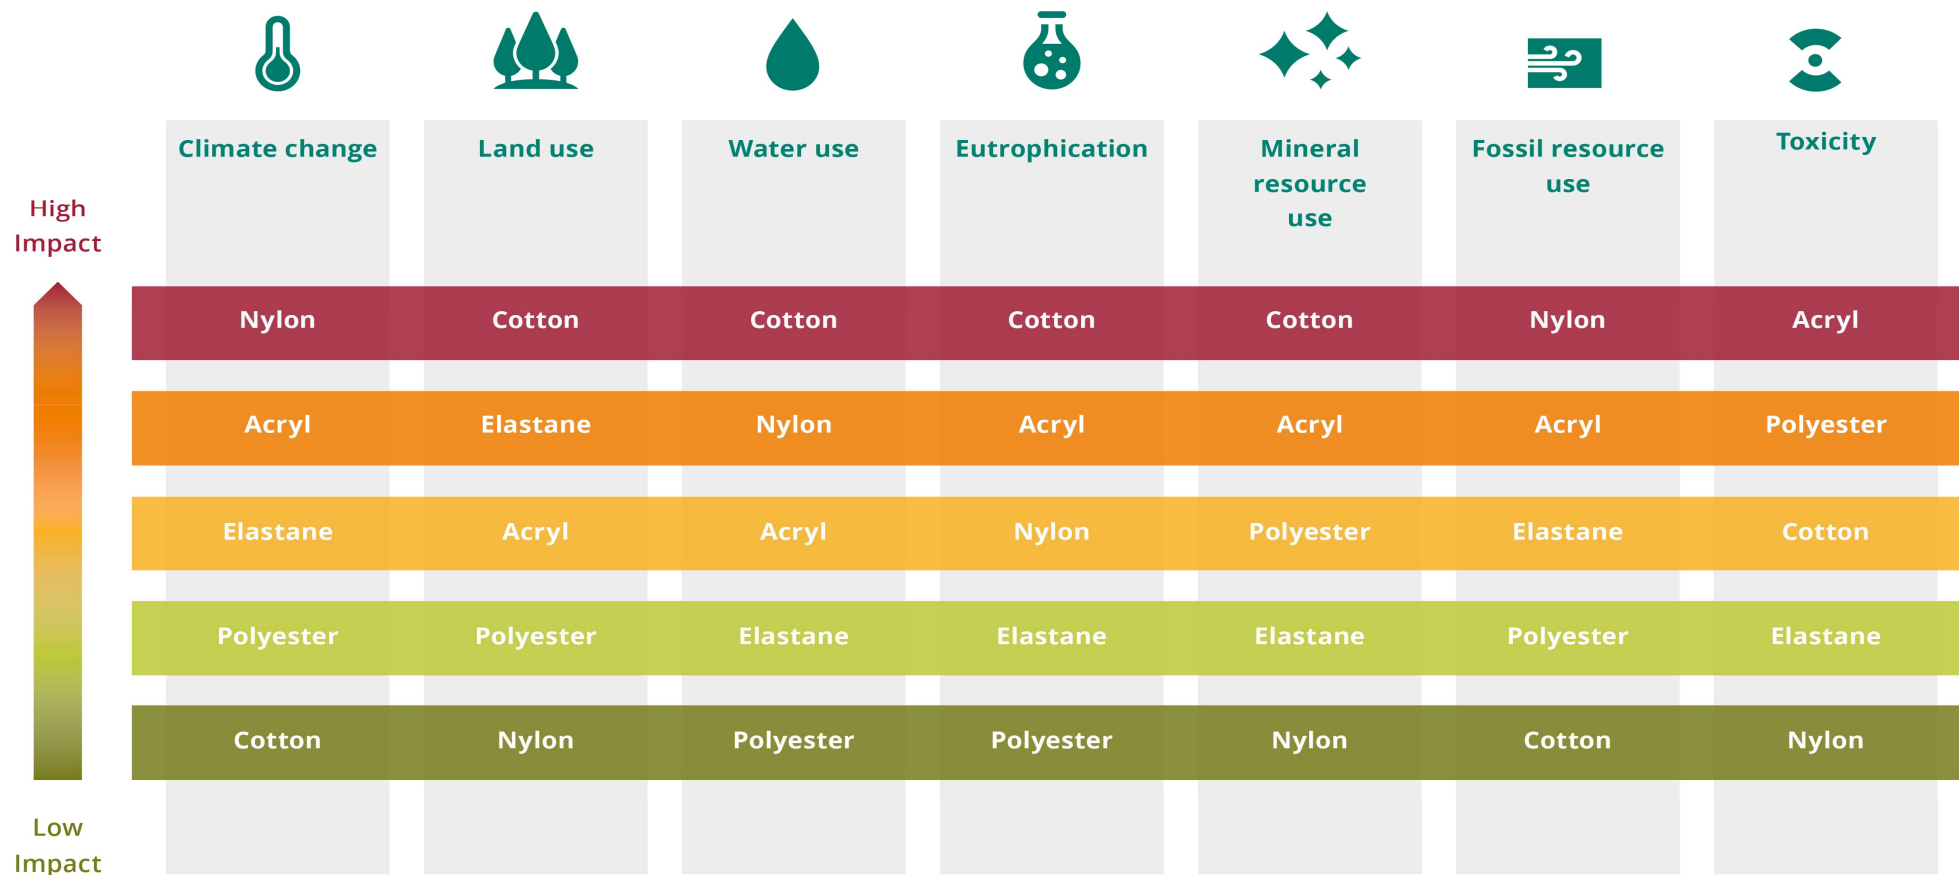 Climate change
Land use
Water use
Eutrophication
Mineral
resource
use
Fossil resource
use
Toxicity
High
Impact
Nylon Cotton Cotton Cotton Cotton Nylon Acryl
Acryl Elastane Nylon Acryl Acryl Acryl Polyester
Elastane Acryl Acryl Nylon Polyester Elastane Cotton
Polyester Polyester Elastane Elastane Elastane Polyester Elastane
Cotton Nylon Polyester Polyester Nylon Cotton Nylon
Low
Impact